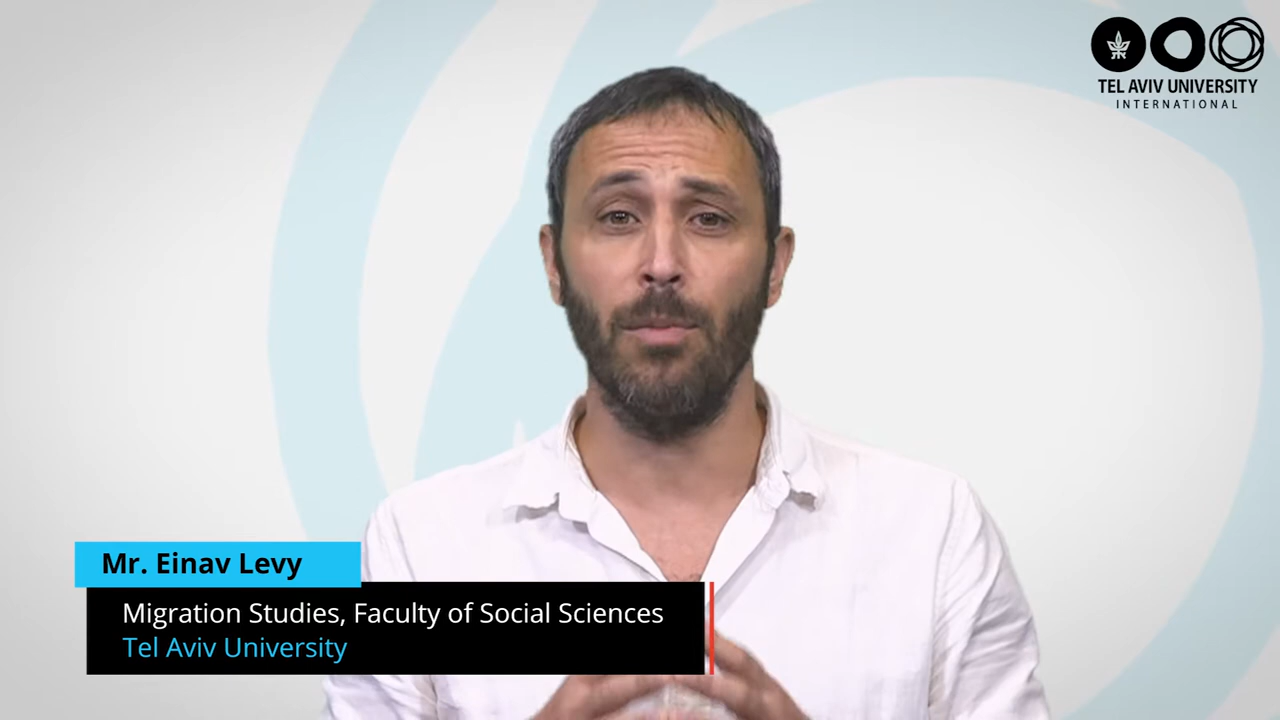 TEL AVIV UNIVERSITY
INTERNATIONAL
Mr. Einav Levy
Migration Studies, Faculty of Social Sciences
Tel Aviv University